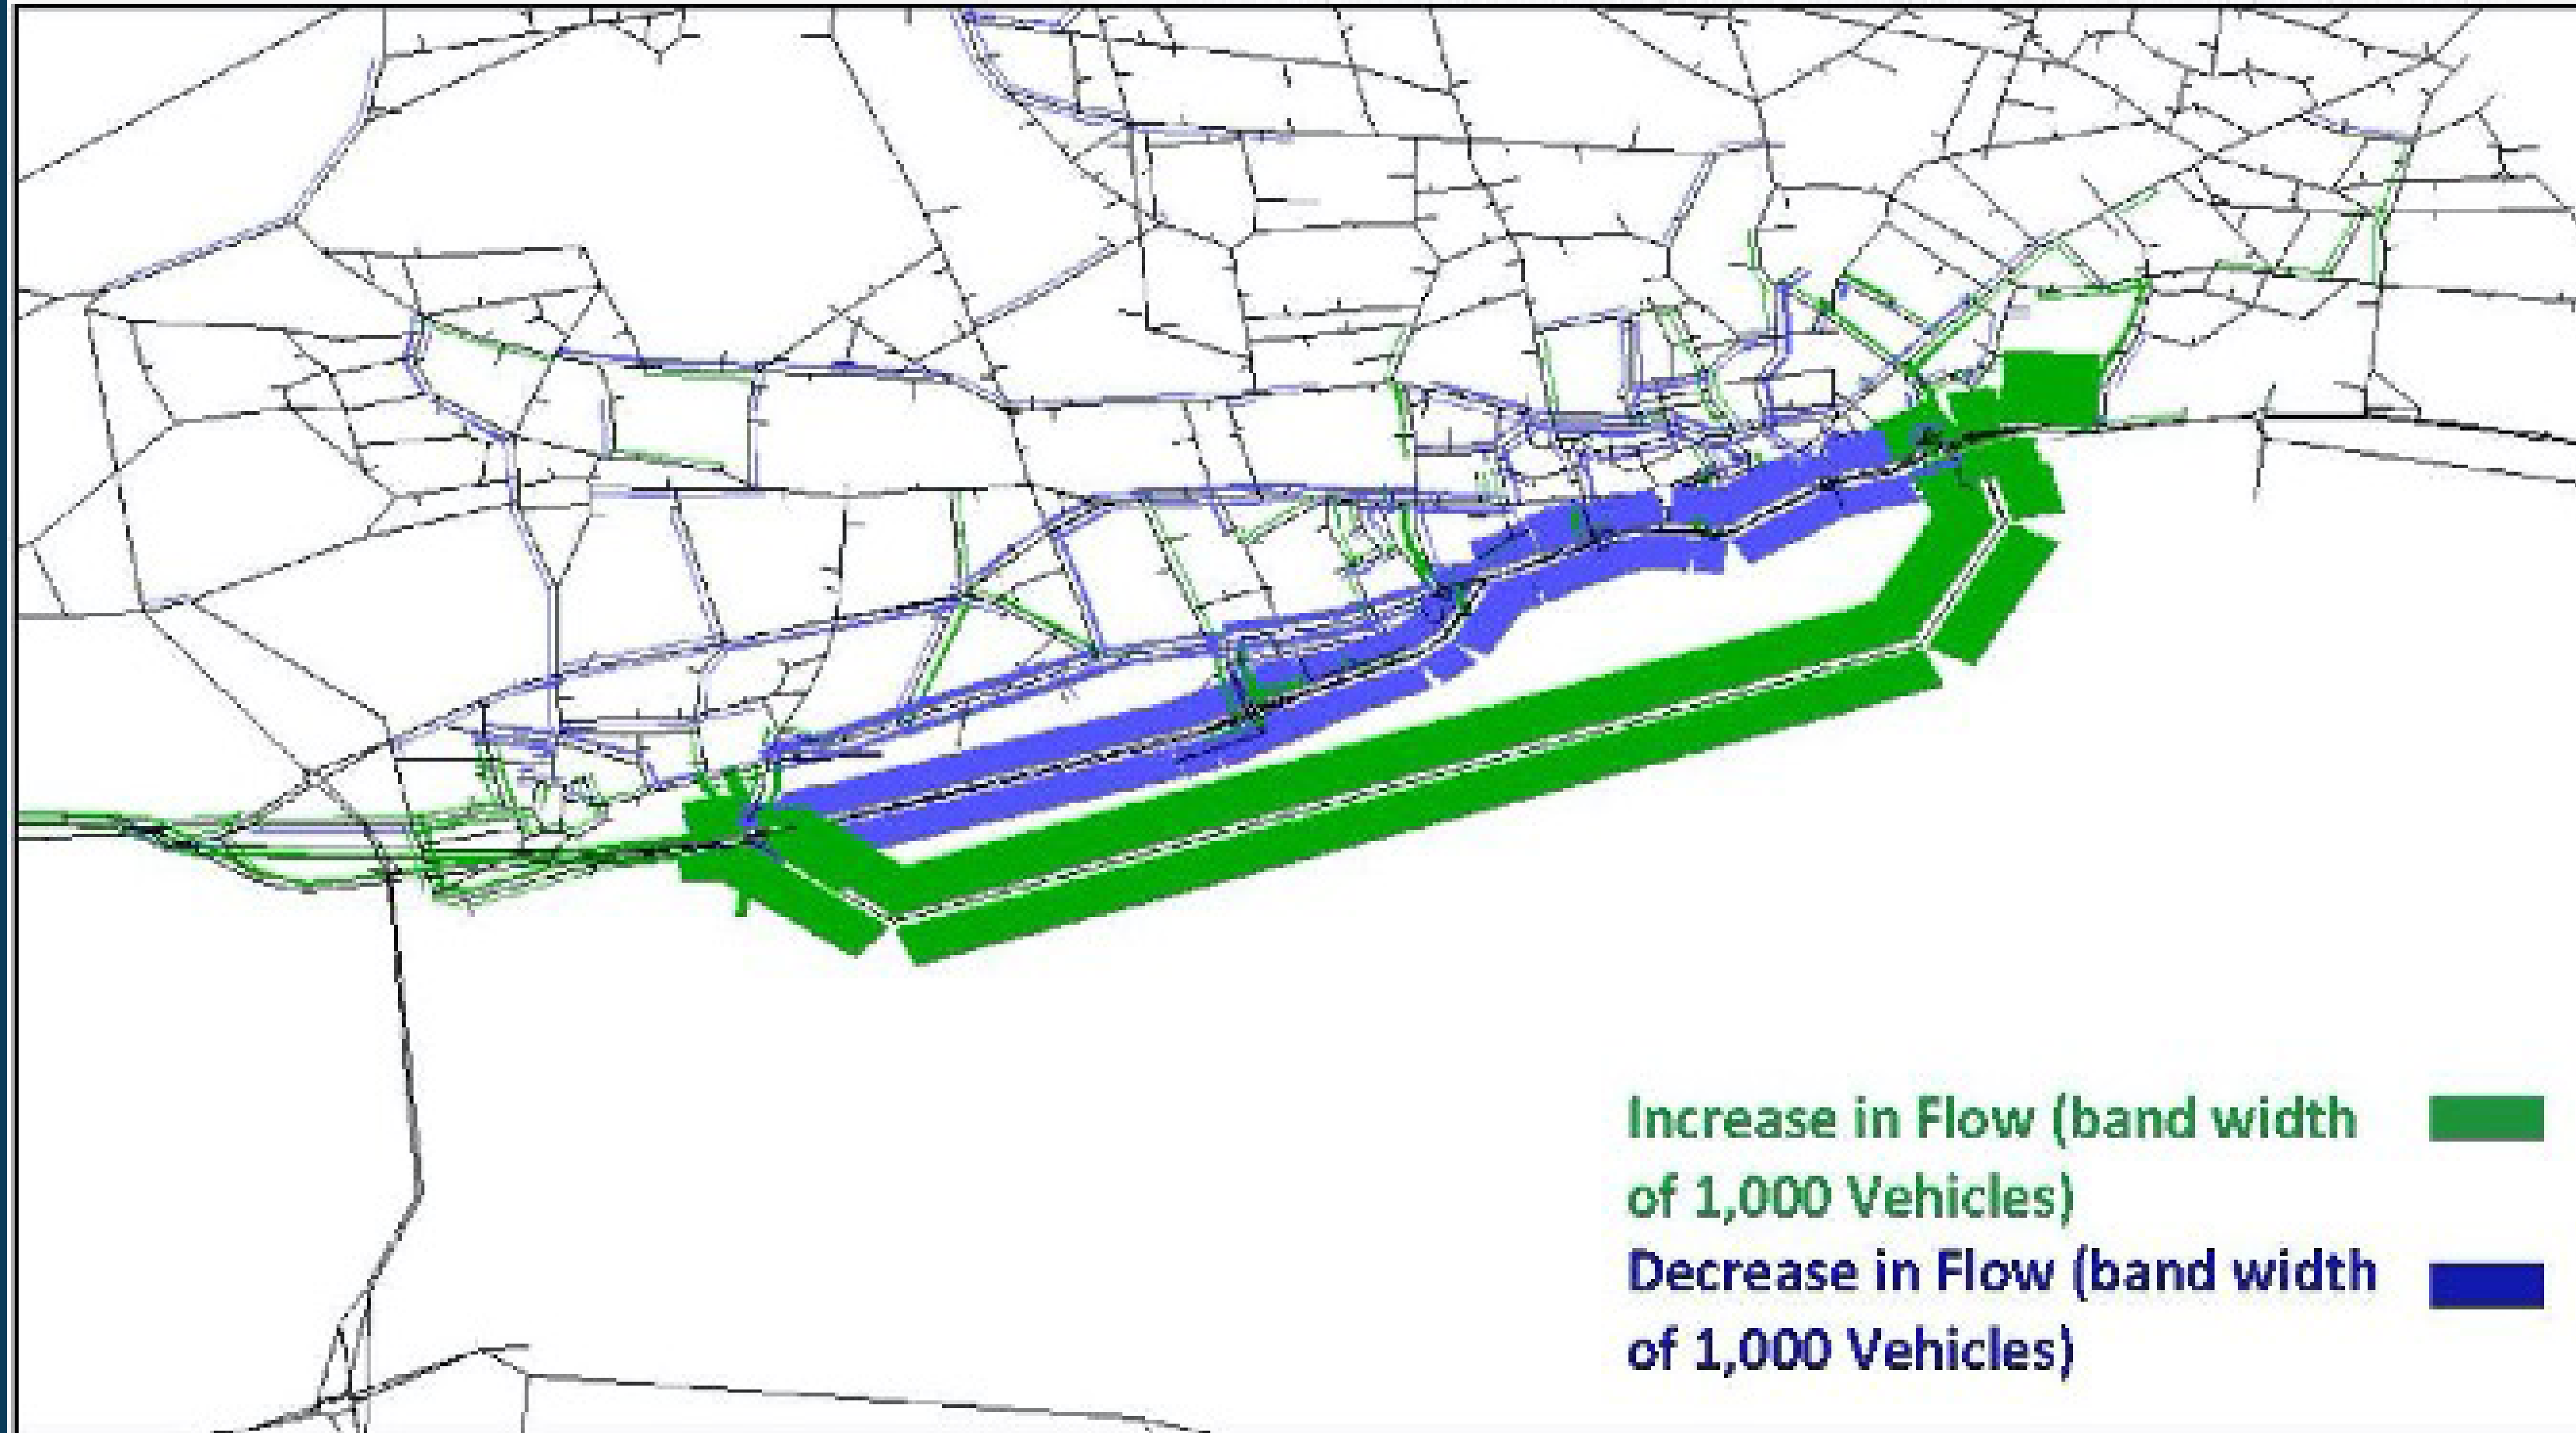 Increase in Flow (band width
of 1,000 Vehicles)
Decrease in Flow (band width
of 1,000 Vehicles)